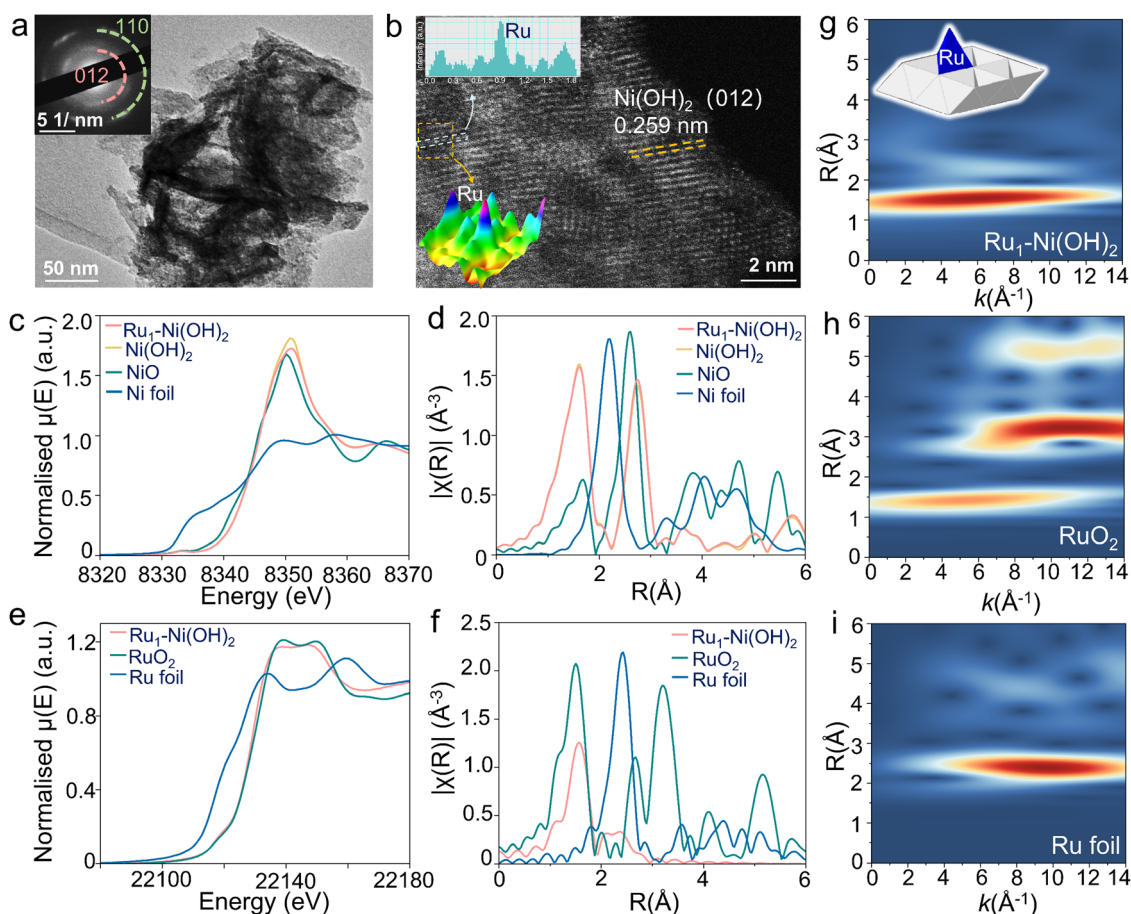 a
110
012
5 1/ nm
50 nm
b
Ru
Intensity (a.u.)
0.0 0.3 0.6 0.9 1.2 1.5 1.8
Ni(OH)₂ (012)
0.259 nm
Ru
2 nm
g
Ru
R(Å)
6
5
4
3
2
1
0
Ru₁-Ni(OH)₂
0 2 4 6 8 10 12 14
k(Å⁻¹)
c
Normalised μ(E) (a.u.)
2.0
1.5
1.0
0.5
0
Ru₁-Ni(OH)₂
Ni(OH)₂
NiO
Ni foil
8320 8330 8340 8350 8360 8370
Energy (eV)
d
|χ(R)| (Å⁻³)
2.0
1.5
1.0
0.5
0
Ru₁-Ni(OH)₂
Ni(OH)₂
NiO
Ni foil
0 2 4 6
R(Å)
h
R(Å)
6
5
4
3
2
1
0
RuO₂
0 2 4 6 8 10 12 14
k(Å⁻¹)
e
Normalised μ(E) (a.u.)
1.2
0.8
0.4
0
Ru₁-Ni(OH)₂
RuO₂
Ru foil
22100 22140 22180
Energy (eV)
f
|χ(R)| (Å⁻³)
2.5
2.0
1.5
1.0
0.5
0
Ru₁-Ni(OH)₂
RuO₂
Ru foil
0 2 4 6
R(Å)
i
R(Å)
6
5
4
3
2
1
0
Ru foil
0 2 4 6 8 10 12 14
k(Å⁻¹)